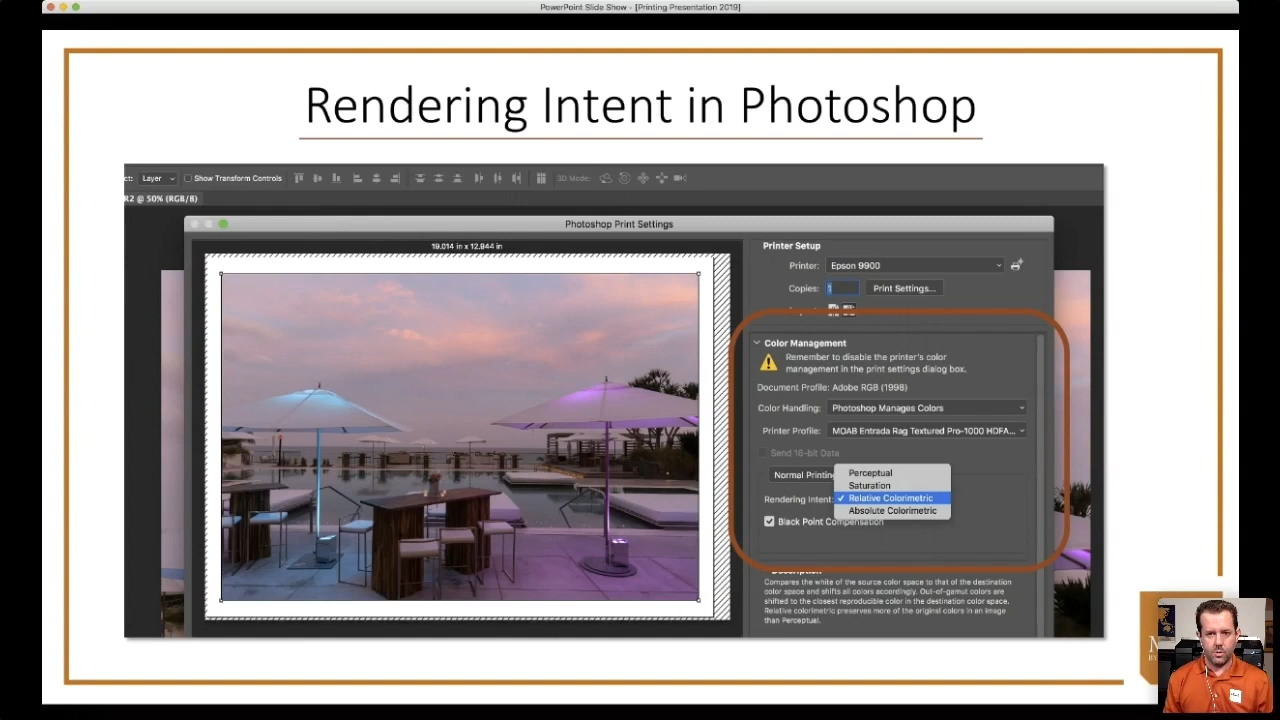 PowerPoint Slide Show - [Printing Presentation 2019]
Rendering Intent in Photoshop
Layer Show Transform Controls 3D Mode:
R2 @ 50% (RGB/8)
Photoshop Print Settings
19.014 in x 12.844 in
Printer Setup
Printer: Epson 9900
Copies: 1 Print Settings...
Color Management
Remember to disable the printer's color
management in the print settings dialog box.
Document Profile: Adobe RGB (1998)
Color Handling: Photoshop Manages Colors
Printer Profile: MOAB Entrada Rag Textured Pro-1000 HDFA...
Send 16-bit Data
Normal Printing
Perceptual
Saturation
Rendering Intent: ✓ Relative Colorimetric
Absolute Colorimetric
Black Point Compensation
Description
Compares the white of the source color space to that of the destination
color space and shifts all colors accordingly. Out-of-gamut colors are
shifted to the closest reproducible color in the destination color space.
Relative colorimetric preserves more of the original colors in an image
than Perceptual.